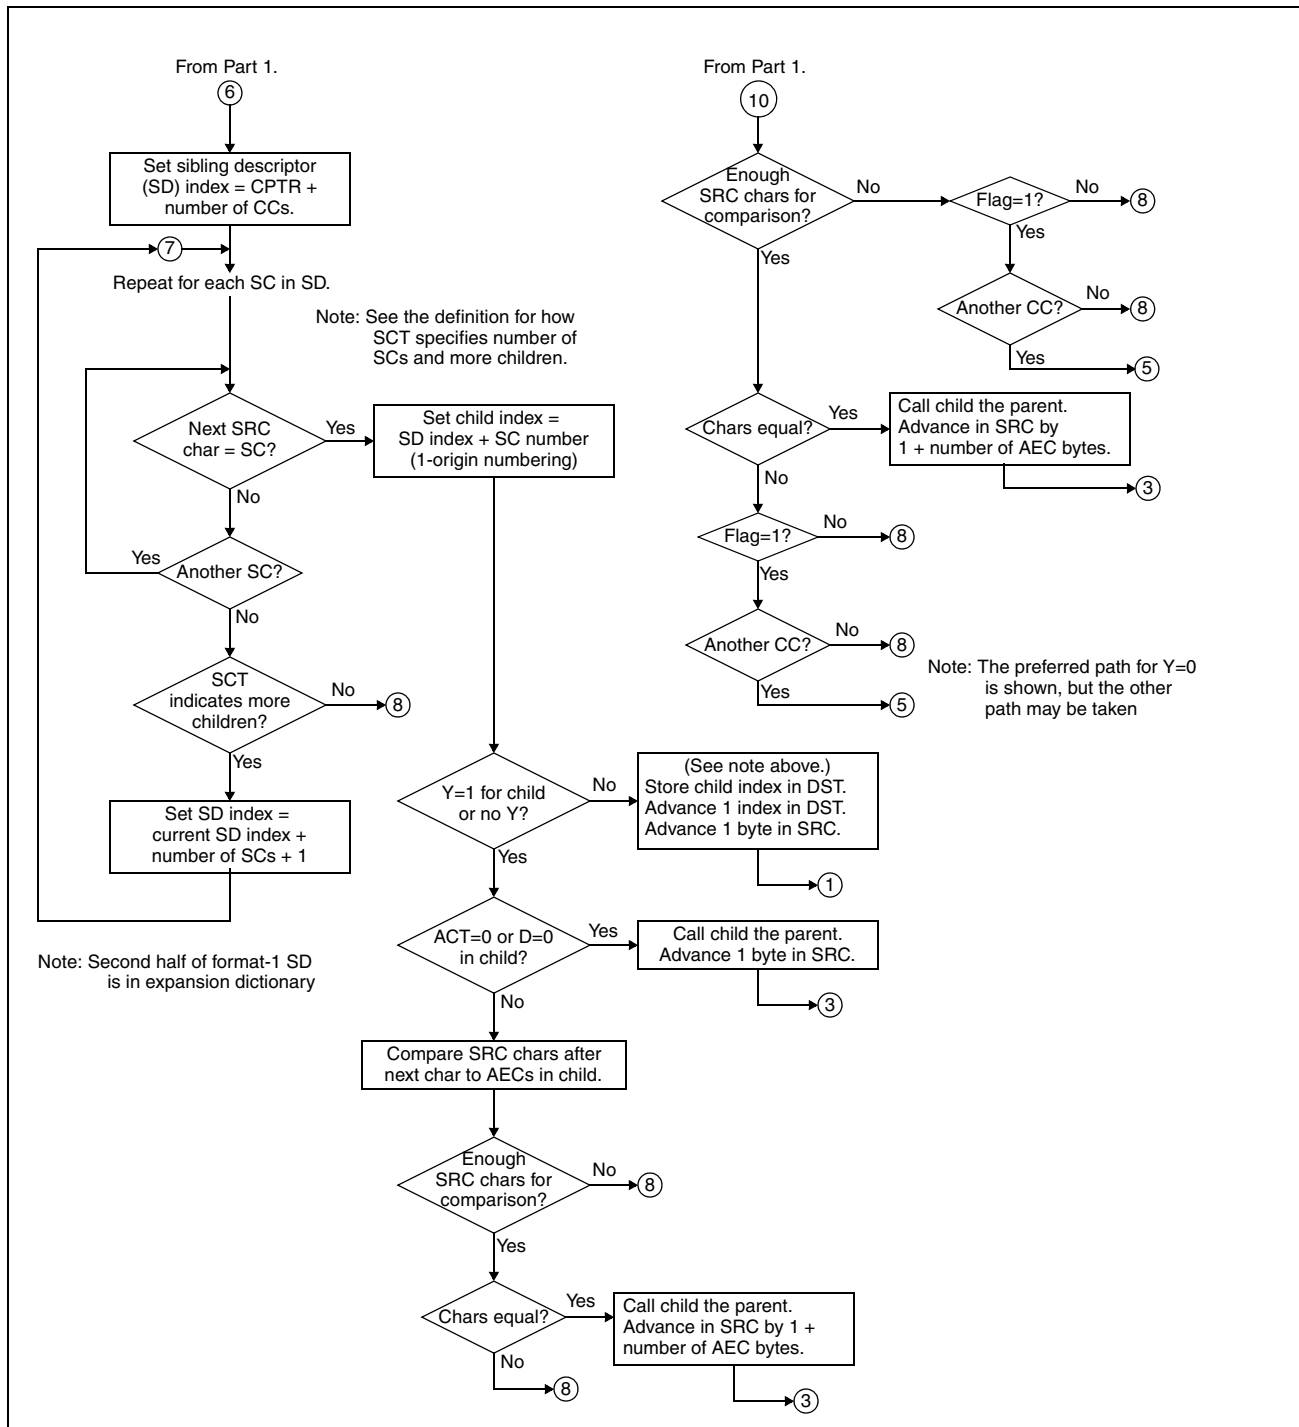 From Part 1.
6
Set sibling descriptor
(SD) index = CPTR +
number of CCs.
7
Repeat for each SC in SD.
Note: See the definition for how
SCT specifies number of
SCs and more children.
Next SRC
char = SC?
Yes
Set child index =
SD index + SC number
(1-origin numbering)
No
Another SC?
Yes
No
SCT
indicates more
children?
No
8
Yes
Set SD index =
current SD index +
number of SCs + 1
Note: Second half of format-1 SD
is in expansion dictionary
Y=1 for child
or no Y?
No
(See note above.)
Store child index in DST.
Advance 1 index in DST.
Advance 1 byte in SRC.
1
Yes
ACT=0 or D=0
in child?
Yes
Call child the parent.
Advance 1 byte in SRC.
3
No
Compare SRC chars after
next char to AECs in child.
Enough
SRC chars for
comparison?
No
8
Yes
Chars equal?
Yes
Call child the parent.
Advance in SRC by 1 +
number of AEC bytes.
3
No
8
From Part 1.
10
Enough
SRC chars for
comparison?
No
Flag=1?
No
8
Yes
Another CC?
No
8
Yes
5
Yes
Chars equal?
Yes
Call child the parent.
Advance in SRC by
1 + number of AEC bytes.
3
No
Flag=1?
No
8
Yes
Another CC?
No
8
Yes
5
Note: The preferred path for Y=0
is shown, but the other
path may be taken